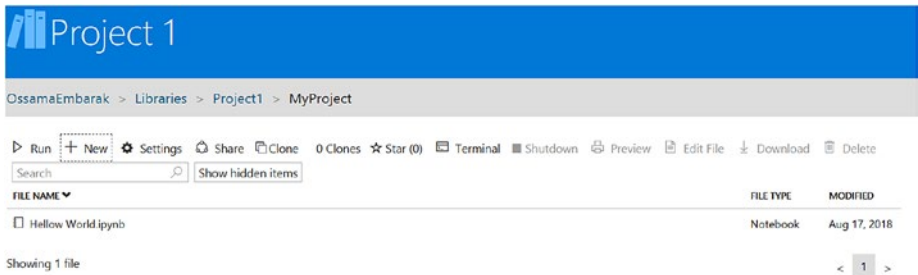 Project 1
OssamaEmbarak > Libraries > Project1 > MyProject
Run + New Settings Share Clone 0 Clones Star (0) Terminal Shutdown Preview Edit File Download Delete
Search Show hidden items
FILE NAME FILE TYPE MODIFIED
Hellow World.ipynb Notebook Aug 17, 2018
Showing 1 file < 1 >